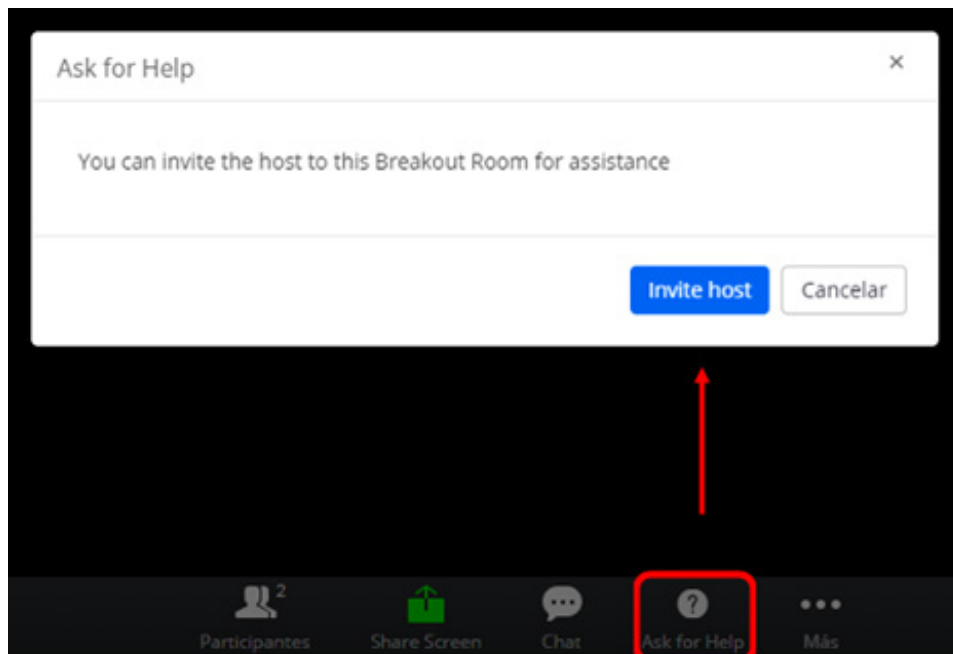 Ask for Help
×
You can invite the host to this Breakout Room for assistance
Invite host
Cancelar
2
Participantes
Share Screen
Chat
Ask for Help
Más